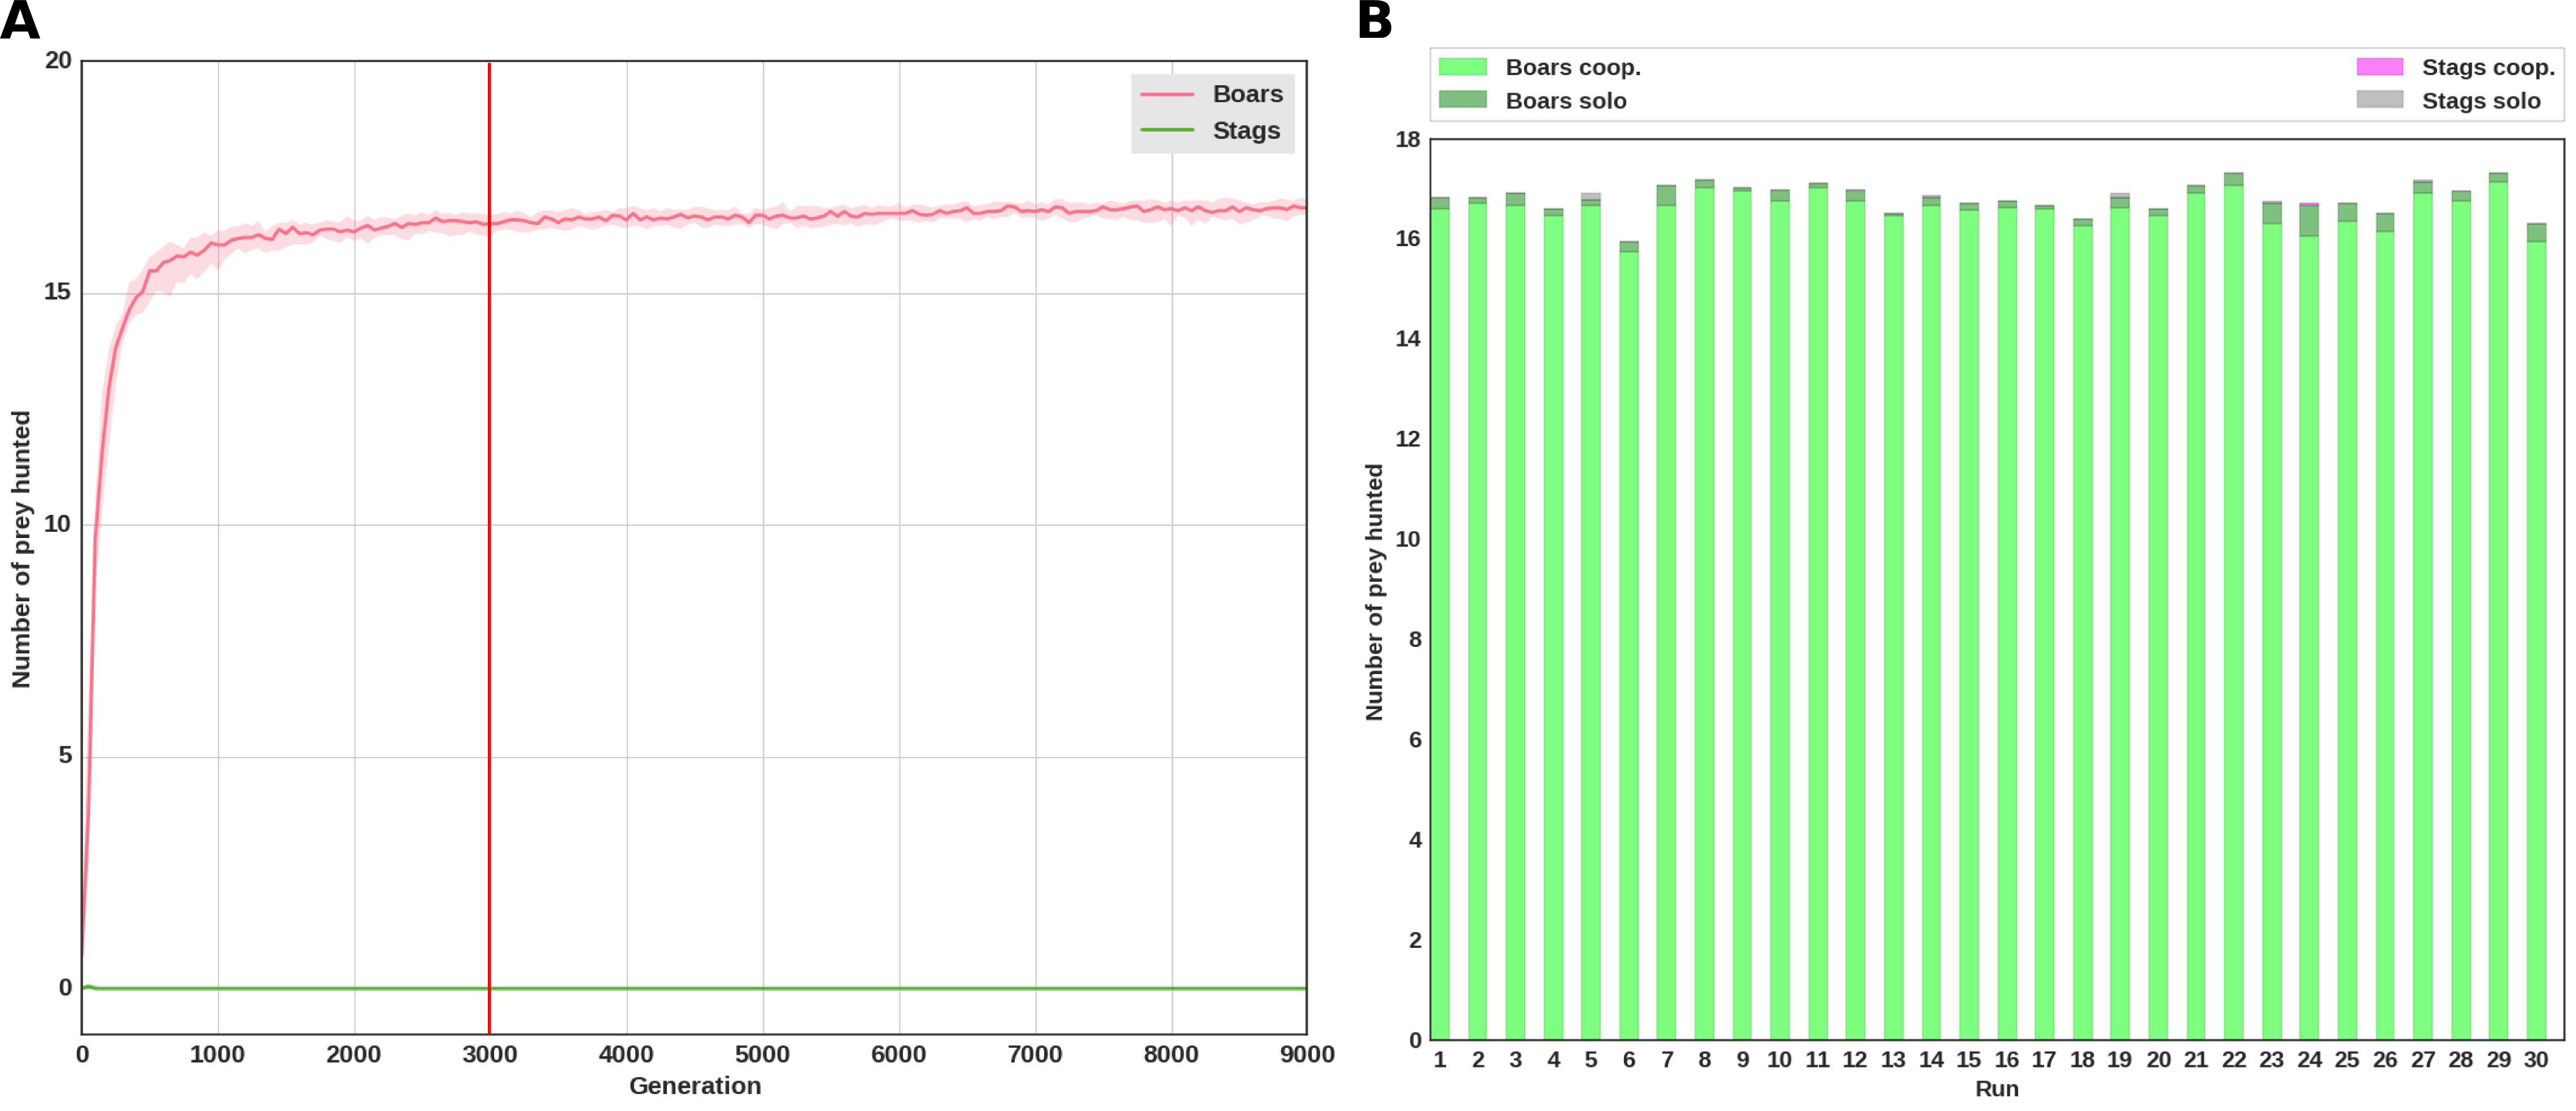 A
20
15
10
5
0
Number of prey hunted
Boars
Stags
0 1000 2000 3000 4000 5000 6000 7000 8000 9000
Generation
B
Boars coop.
Boars solo
Stags coop.
Stags solo
18
16
14
12
10
8
6
4
2
0
Number of prey hunted
1 2 3 4 5 6 7 8 9 10 11 12 13 14 15 16 17 18 19 20 21 22 23 24 25 26 27 28 29 30
Run